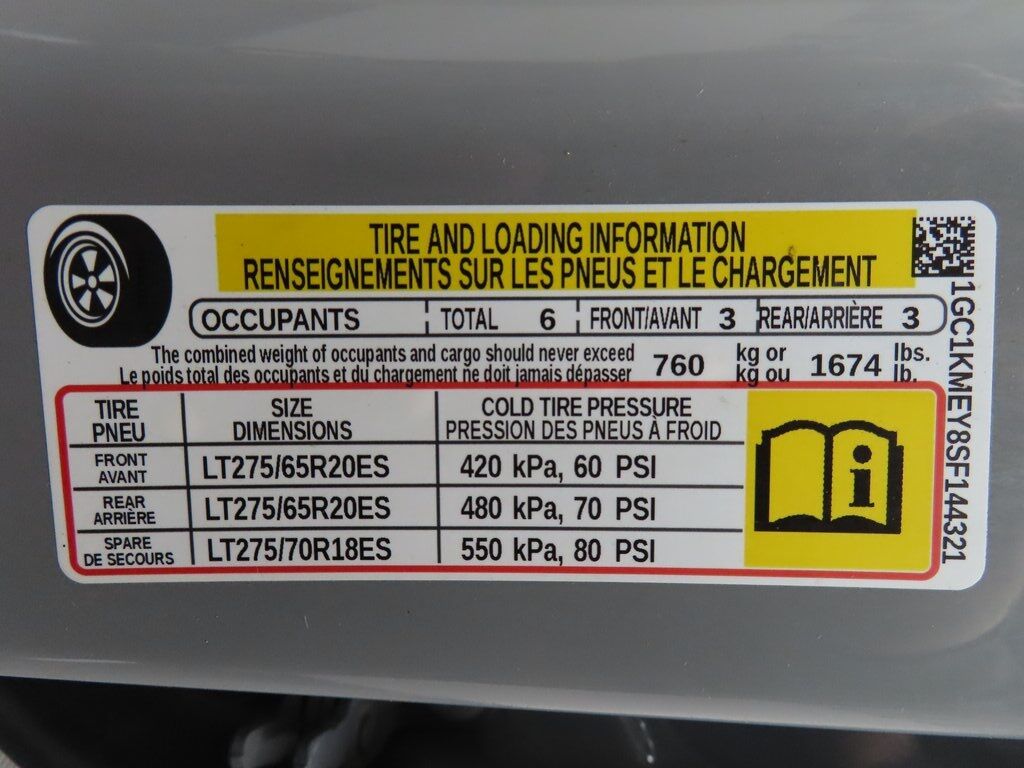 TIRE AND LOADING INFORMATION
RENSEIGNEMENTS SUR LES PNEUS ET LE CHARGEMENT
OCCUPANTS TOTAL 6 FRONT/AVANT 3 REAR/ARRIÈRE 3
The combined weight of occupants and cargo should never exceed 760 kg or 1674 lbs.
Le poids total des occupants et du chargement ne doit jamais dépasser kg ou lb.
TIRE SIZE COLD TIRE PRESSURE
PNEU DIMENSIONS PRESSION DES PNEUS À FROID
FRONT
AVANT LT275/65R20ES 420 kPa, 60 PSI
REAR
ARRIÈRE LT275/65R20ES 480 kPa, 70 PSI
SPARE
DE SECOURS LT275/70R18ES 550 kPa, 80 PSI
i
1GC1KMEY8SF144321